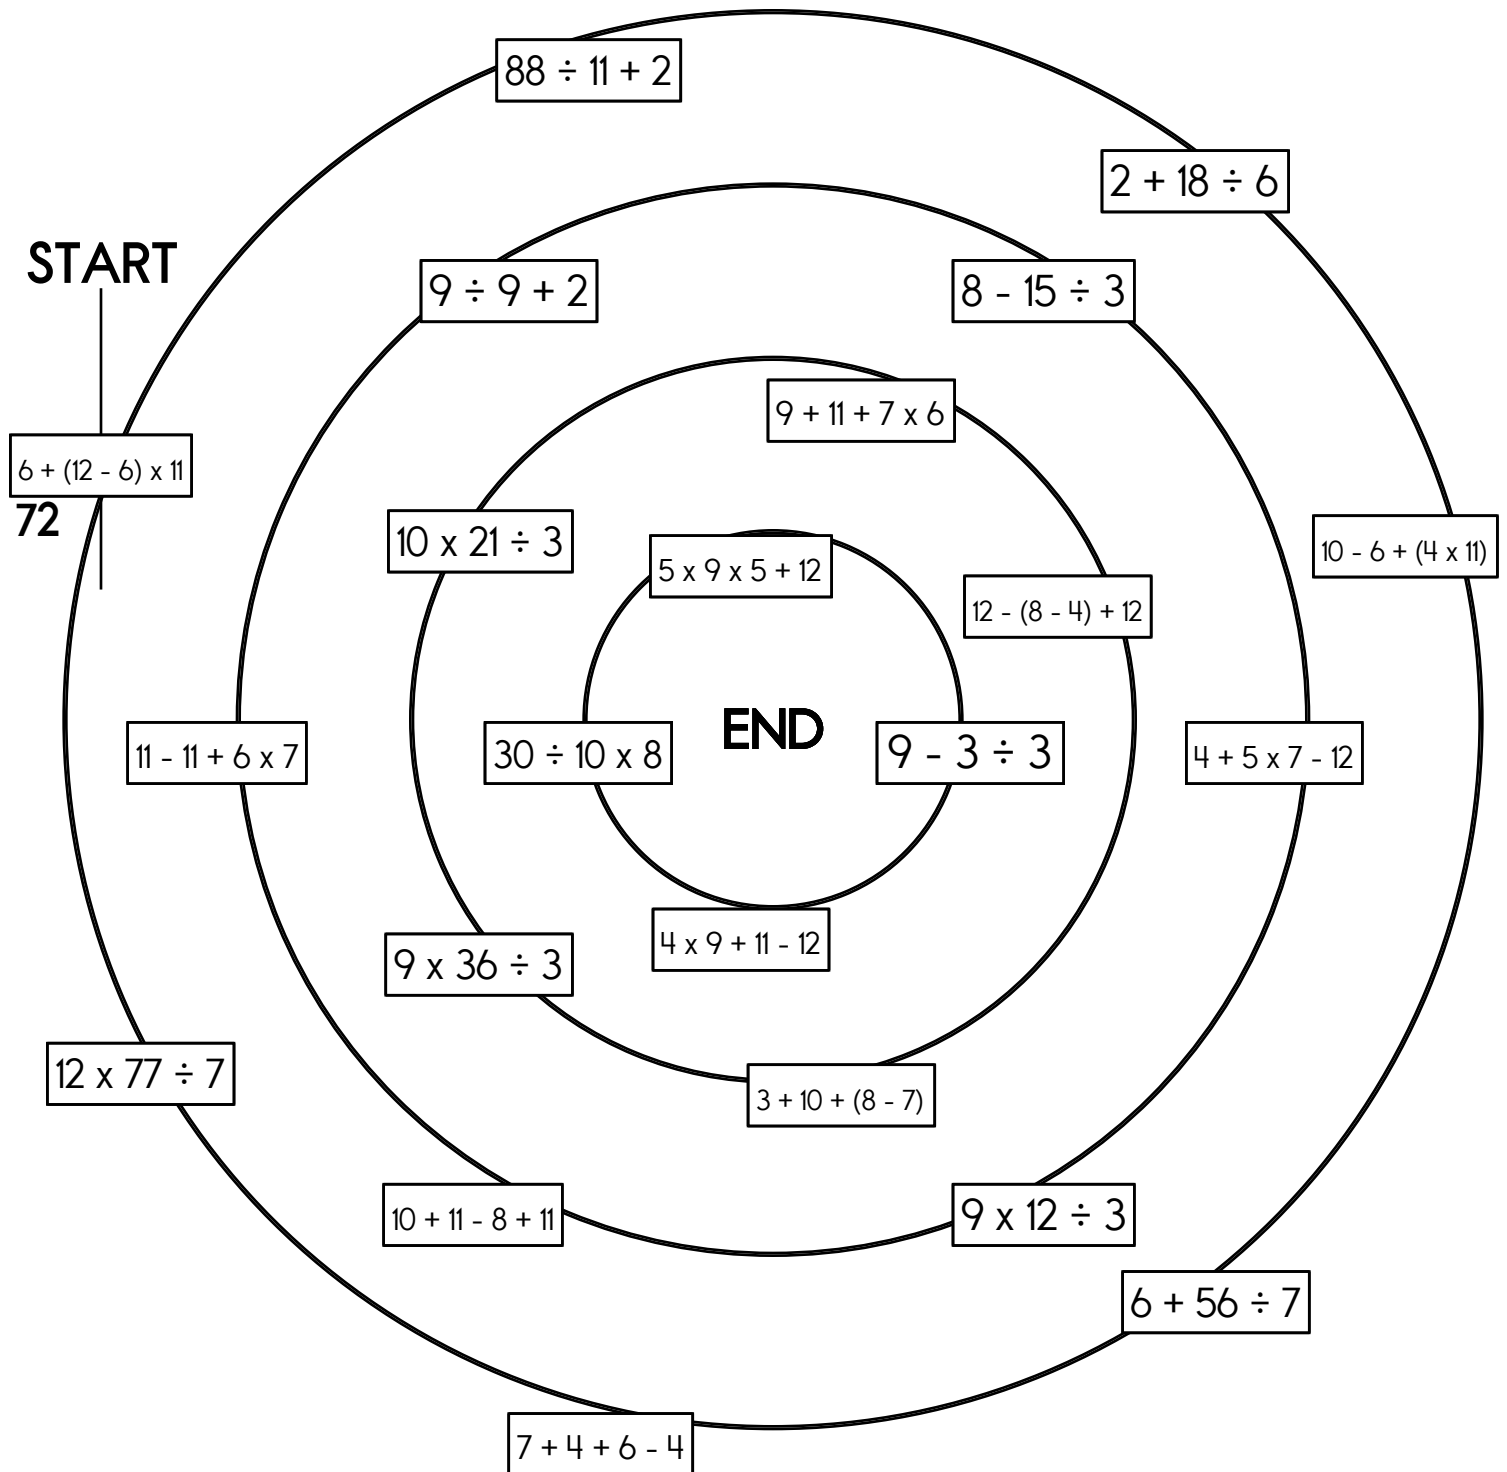 88 ÷ 11 + 2
2 + 18 ÷ 6
START
9 ÷ 9 + 2
8 - 15 ÷ 3
9 + 11 + 7 x 6
6 + (12 - 6) x 11
72
10 x 21 ÷ 3
10 - 6 + (4 x 11)
5 x 9 x 5 + 12
12 - (8 - 4) + 12
END
11 - 11 + 6 x 7
30 ÷ 10 x 8
9 - 3 ÷ 3
4 + 5 x 7 - 12
4 x 9 + 11 - 12
9 x 36 ÷ 3
12 x 77 ÷ 7
3 + 10 + (8 - 7)
10 + 11 - 8 + 11
9 x 12 ÷ 3
6 + 56 ÷ 7
7 + 4 + 6 - 4